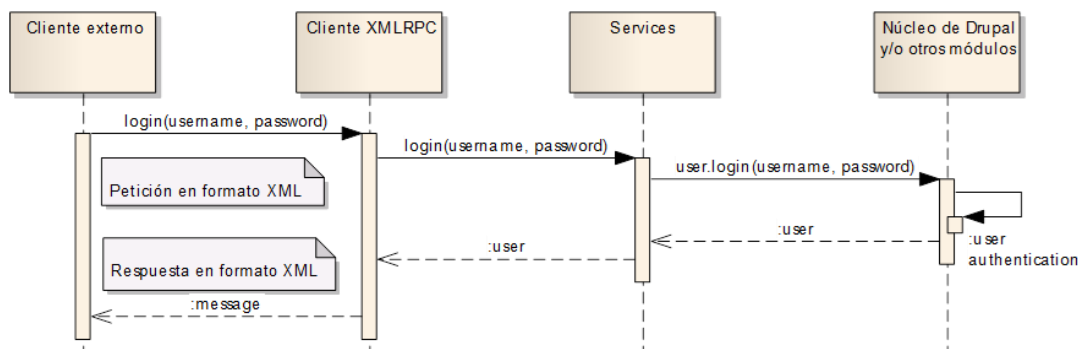 Cliente externo
Cliente XMLRPC
Services
Núcleo de Drupal
y/o otros módulos
login(username, password)
login(username, password)
user.login(username, password)
Petición en formato XML
:user
:user
:user
authentication
Respuesta en formato XML
:message